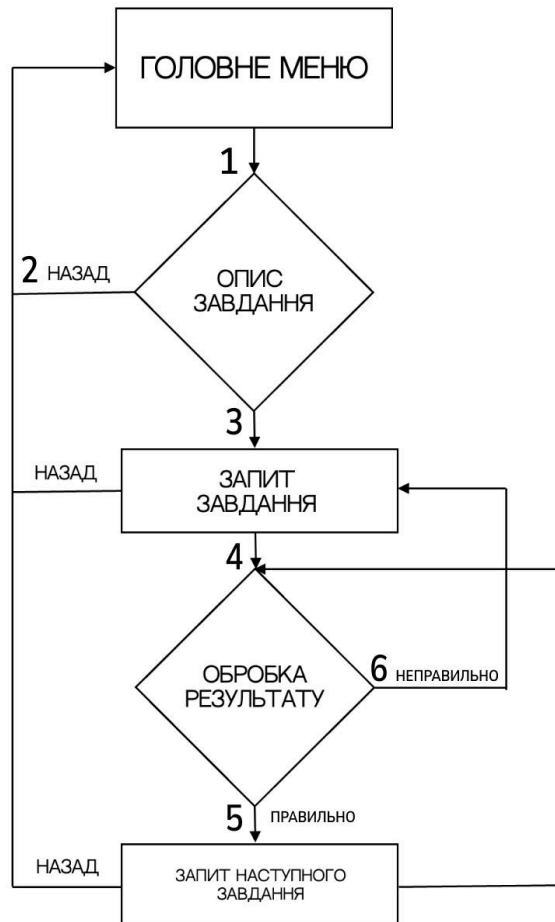 ГОЛОВНЕ МЕНЮ
1
2 НАЗАД
ОПИС
ЗАВДАННЯ
3
НАЗАД
ЗАПИТ
ЗАВДАННЯ
4
ОБРОБКА
РЕЗУЛЬТАТУ
6 НЕПРАВИЛЬНО
5 ПРАВИЛЬНО
НАЗАД
ЗАПИТ НАСТУПНОГО
ЗАВДАННЯ